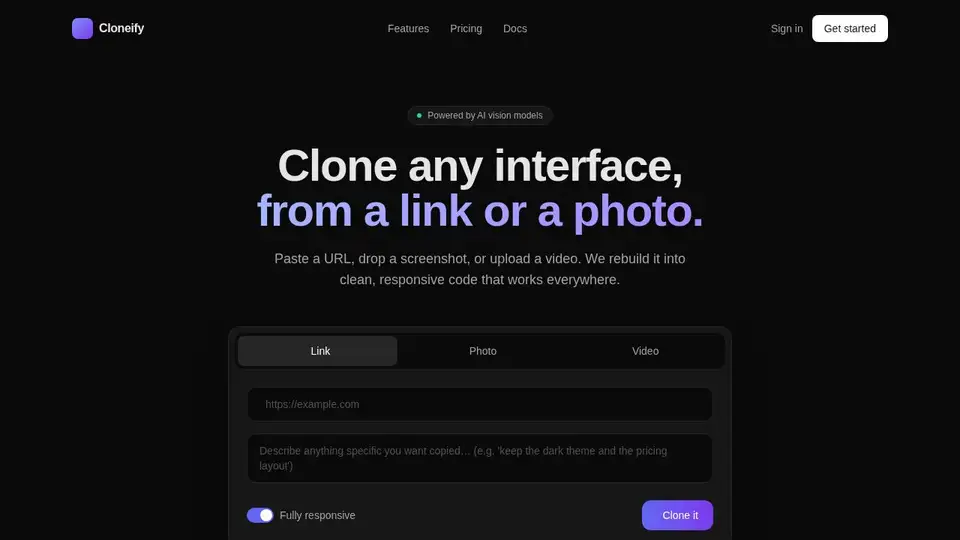 Cloneify
Features
Pricing
Docs
Sign in
Get started
Powered by AI vision models
Clone any interface,
from a link or a photo.
Paste a URL, drop a screenshot, or upload a video. We rebuild it into
clean, responsive code that works everywhere.
Link
Photo
Video
https://example.com
Describe anything specific you want copied… (e.g. 'keep the dark theme and the pricing
layout')
Fully responsive
Clone it